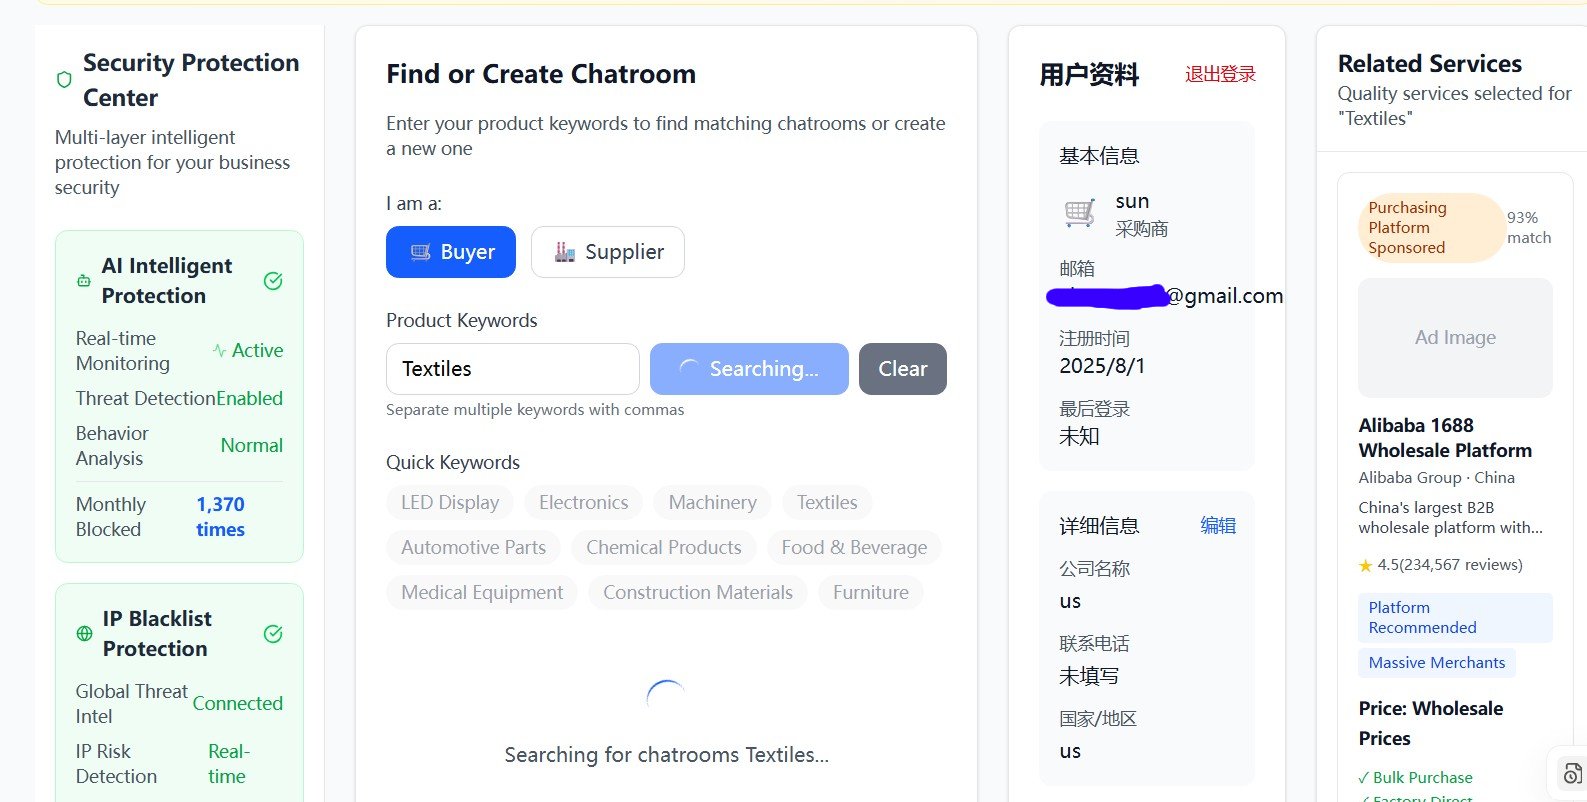 Security Protection
Center
Multi-layer intelligent
protection for your business
security
AI Intelligent
Protection
Real-time
Monitoring
Active
Threat Detection Enabled
Behavior
Analysis
Normal
Monthly
Blocked
1,370
times
IP Blacklist
Protection
Global Threat
Intel
Connected
IP Risk
Detection
Real-
time
Find or Create Chatroom
Enter your product keywords to find matching chatrooms or create
a new one
I am a:
Buyer
Supplier
Product Keywords
Textiles
Searching...
Clear
Separate multiple keywords with commas
Quick Keywords
LED Display
Electronics
Machinery
Textiles
Automotive Parts
Chemical Products
Food & Beverage
Medical Equipment
Construction Materials
Furniture
Searching for chatrooms Textiles...
用户资料
退出登录
基本信息
sun
采购商
邮箱
@gmail.com
注册时间
2025/8/1
最后登录
未知
详细信息
编辑
公司名称
us
联系电话
未填写
国家/地区
us
Related Services
Quality services selected for
"Textiles"
Purchasing
Platform
Sponsored
93%
match
Ad Image
Alibaba 1688
Wholesale Platform
Alibaba Group · China
China's largest B2B
wholesale platform with...
4.5(234,567 reviews)
Platform
Recommended
Massive Merchants
Price: Wholesale
Prices
✓ Bulk Purchase
✓ Factory Direct